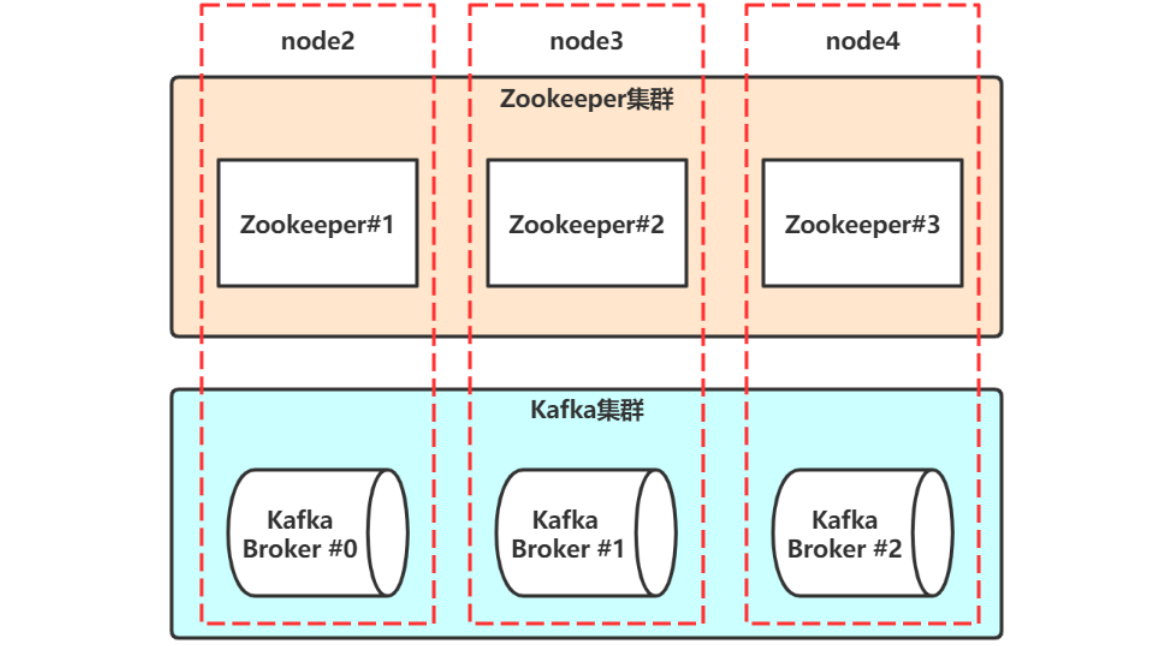 node2
node3
node4
Zookeeper集群
Zookeeper#1
Zookeeper#2
Zookeeper#3
Kafka集群
Kafka
Broker #0
Kafka
Broker #1
Kafka
Broker #2